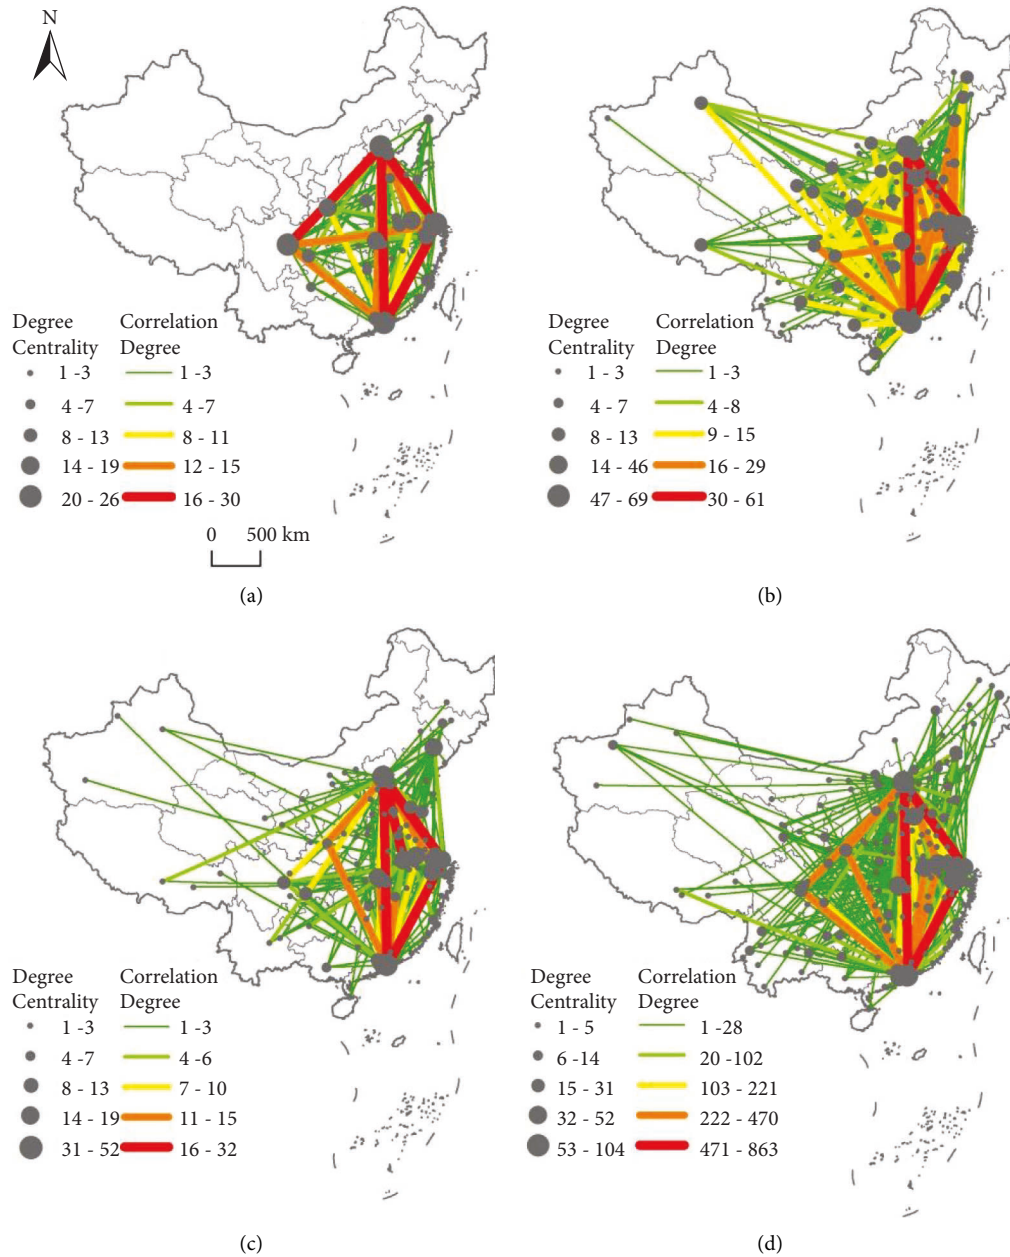 N
Degree Correlation
Centrality Degree
1 -3 1 -3
4 -7 4 -7
8 - 13 8 - 11
14 - 19 12 - 15
20 - 26 16 - 30
0 500 km
(a)
Degree Correlation
Centrality Degree
1 - 3 1 -3
4 - 7 4 -8
8 - 13 9 - 15
14 - 46 16 - 29
47 - 69 30 - 61
(b)
Degree Correlation
Centrality Degree
1 -3 1 -3
4 -7 4 -6
8 - 13 7 - 10
14 - 19 11 - 15
31 - 52 16 - 32
(c)
Degree Correlation
Centrality Degree
1 - 5 1 -28
6 -14 20 -102
15 - 31 103 - 221
32 - 52 222 - 470
53 - 104 471 - 863
(d)